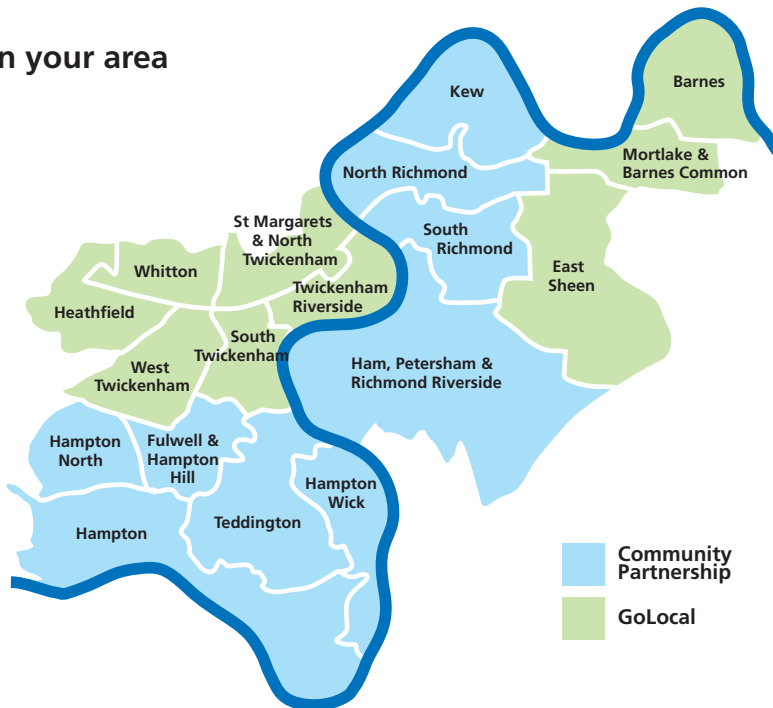 n your area
Kew
Barnes
Mortlake &
Barnes Common
North Richmond
St Margarets
& North
Twickenham
South
Richmond
Whitton
East
Sheen
Twickenham
Riverside
Heathfield
South
Twickenham
West
Twickenham
Ham, Petersham &
Richmond Riverside
Hampton
North
Fulwell &
Hampton
Hill
Hampton
Wick
Teddington
Hampton
Community
Partnership
GoLocal